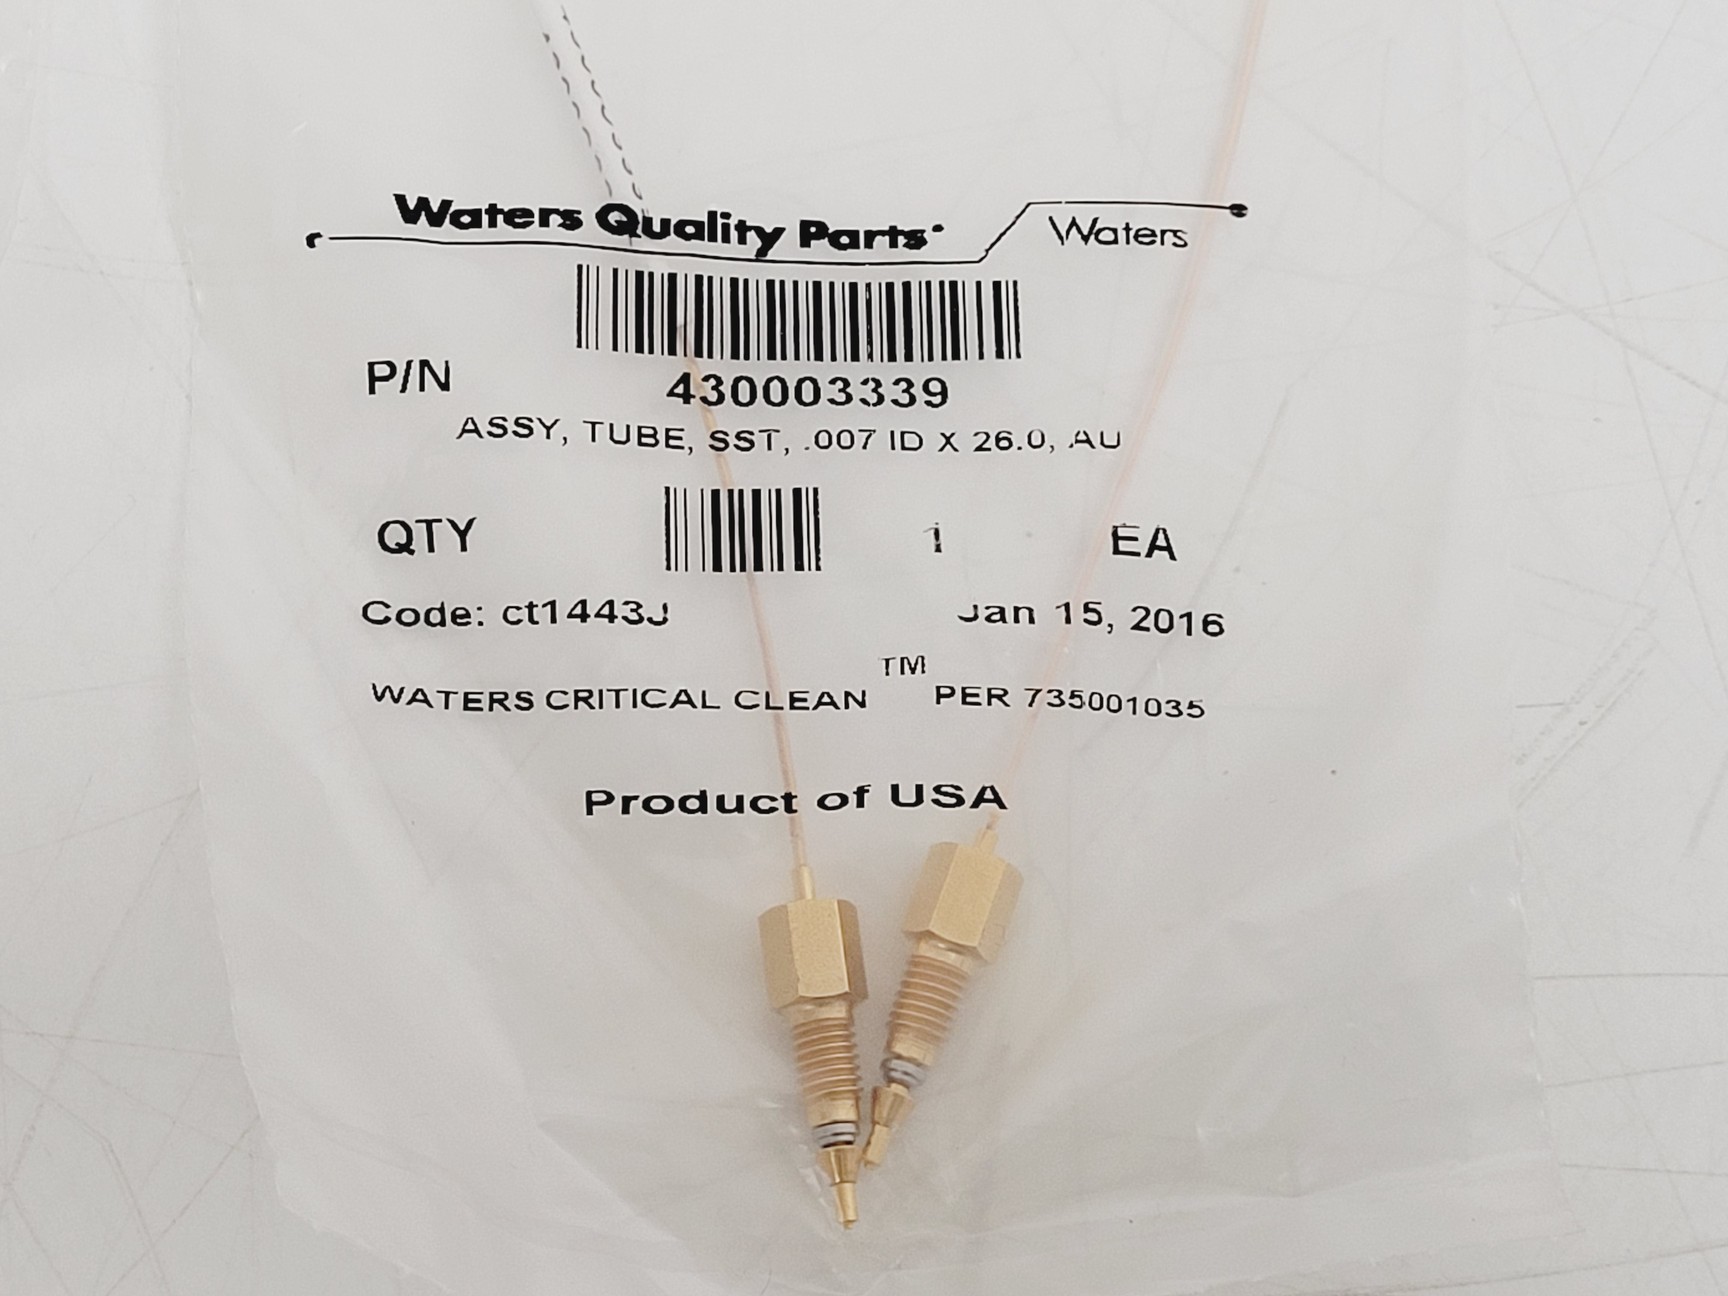 Waters Quality Parts
Waters
P/N
430003339
ASSY, TUBE, SST, .007 ID X 26.0, AU
QTY 1 EA
Code: ct1443J Jan 15, 2016
WATERS CRITICAL CLEAN ™ PER 735001035
Product of USA